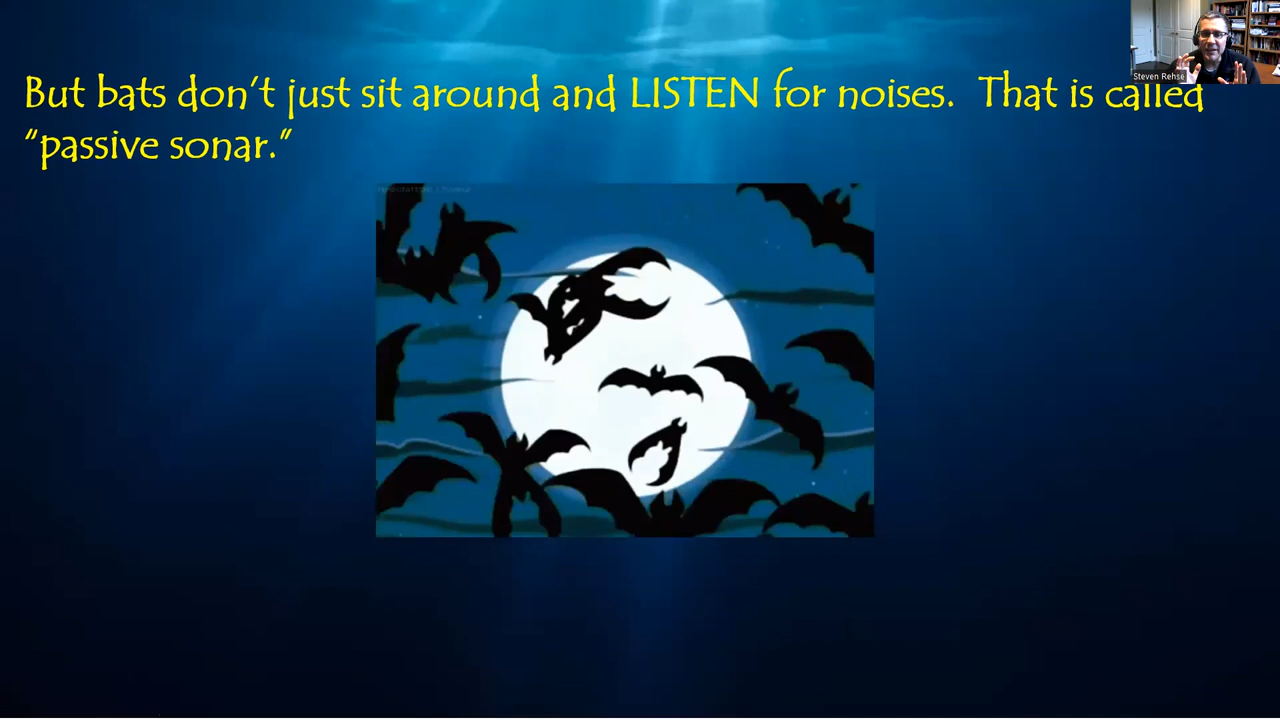 But bats don't just sit around and LISTEN for noises. That is called
"passive sonar."
Steven Rehse